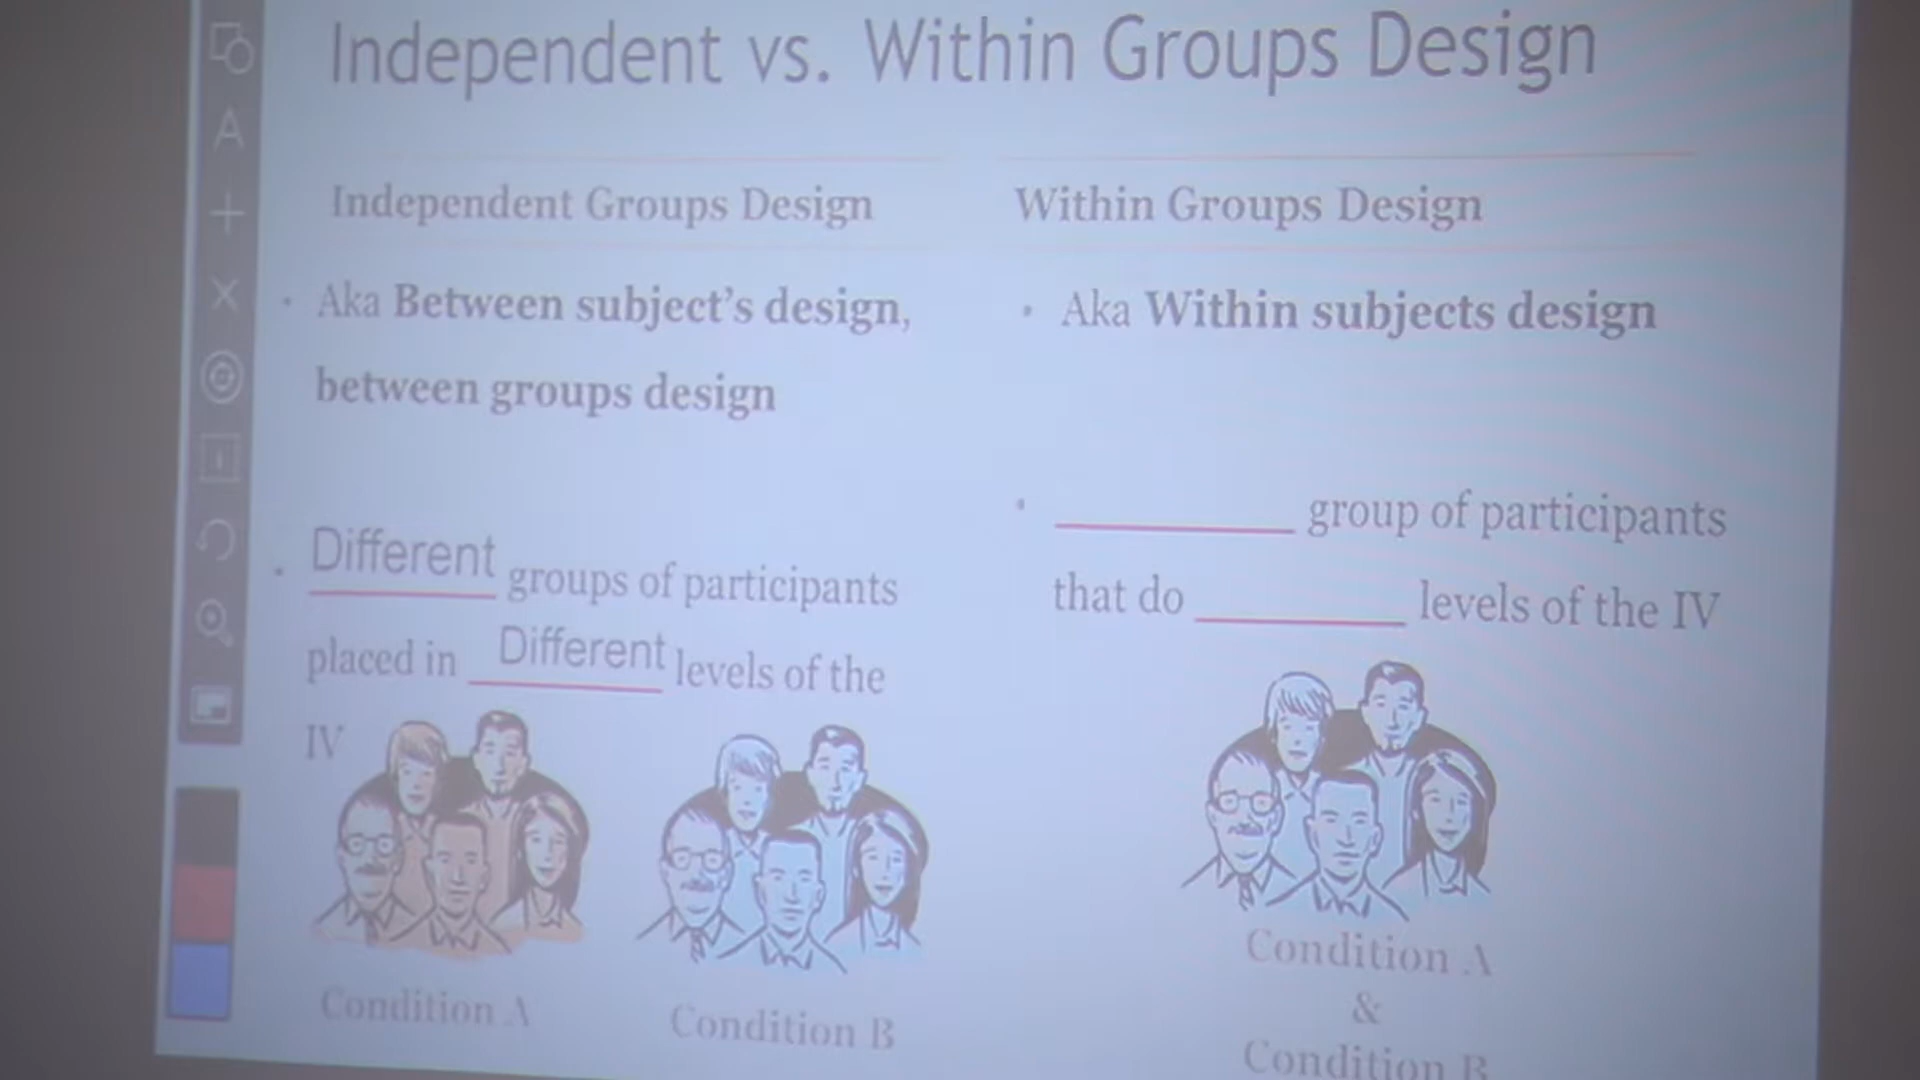 Independent vs. Within Groups Design
Independent Groups Design
Within Groups Design
• Aka Between subject's design,
between groups design
• Aka Within subjects design
• Different groups of participants
placed in Different levels of the
IV
• __________ group of participants
that do __________ levels of the IV
Condition A
Condition B
Condition A
&
Condition B